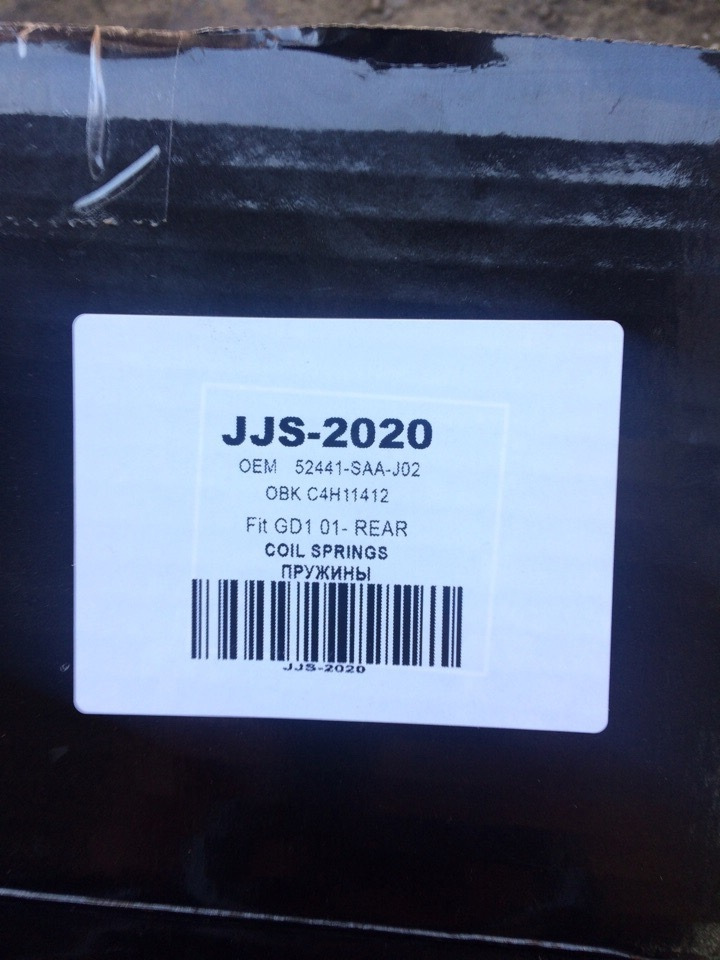 JJS-2020
OEM 52441-SAA-J02
OBK C4H11412
Fit GD1 01- REAR
COIL SPRINGS
ПРУЖИНЫ
JJS-2020